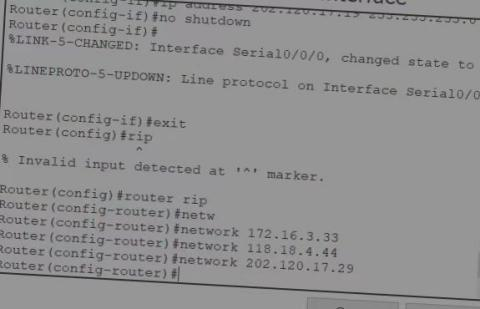 Router(config-if)#ip address 202.120.17.19 255.255.255.0
Router(config-if)#no shutdown
Router(config-if)#
%LINK-5-CHANGED: Interface Serial0/0/0, changed state to
%LINEPROTO-5-UPDOWN: Line protocol on Interface Serial0/0
Router(config-if)#exit
Router(config)#rip
^
% Invalid input detected at '^' marker.
Router(config)#router rip
Router(config-router)#netw
Router(config-router)#network 172.16.3.33
Router(config-router)#network 118.18.4.44
Router(config-router)#network 202.120.17.29
Router(config-router)#